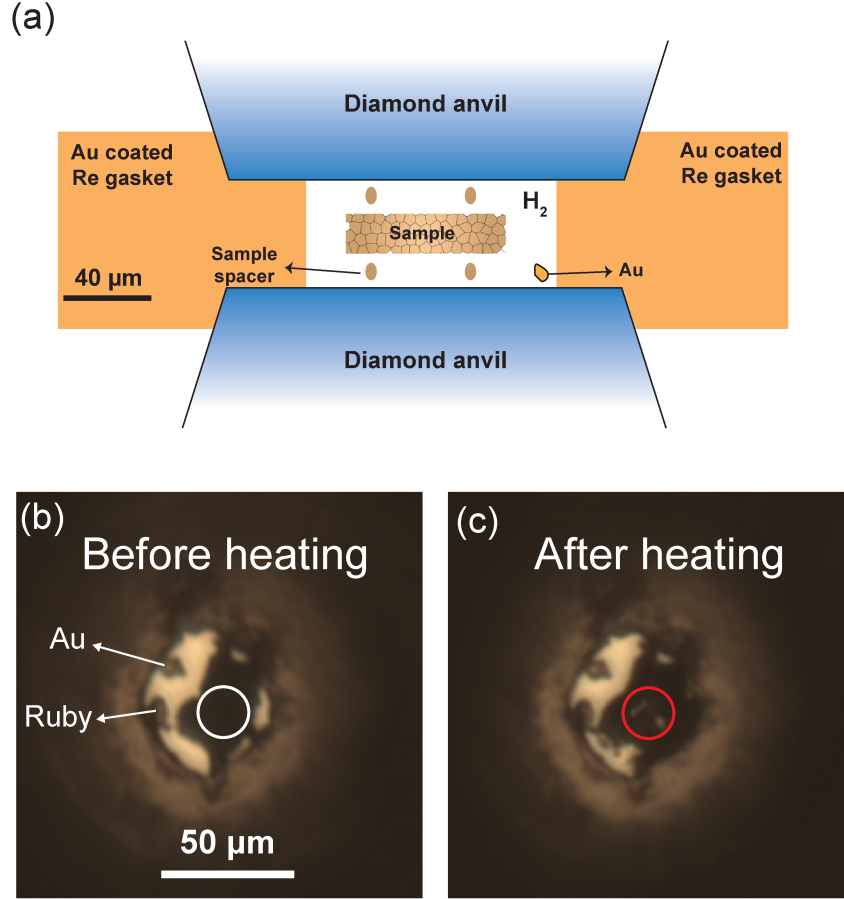 (a)
Diamond anvil
Au coated
Re gasket
Au coated
Re gasket
H₂
Sample
Sample
spacer
Au
40 µm
Diamond anvil
(b)
Before heating
Au
Ruby
50 µm
(c)
After heating